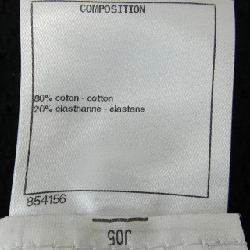 COMPOSITION
80% coton - cotton
20% elasthanne - elastane
854156
J05